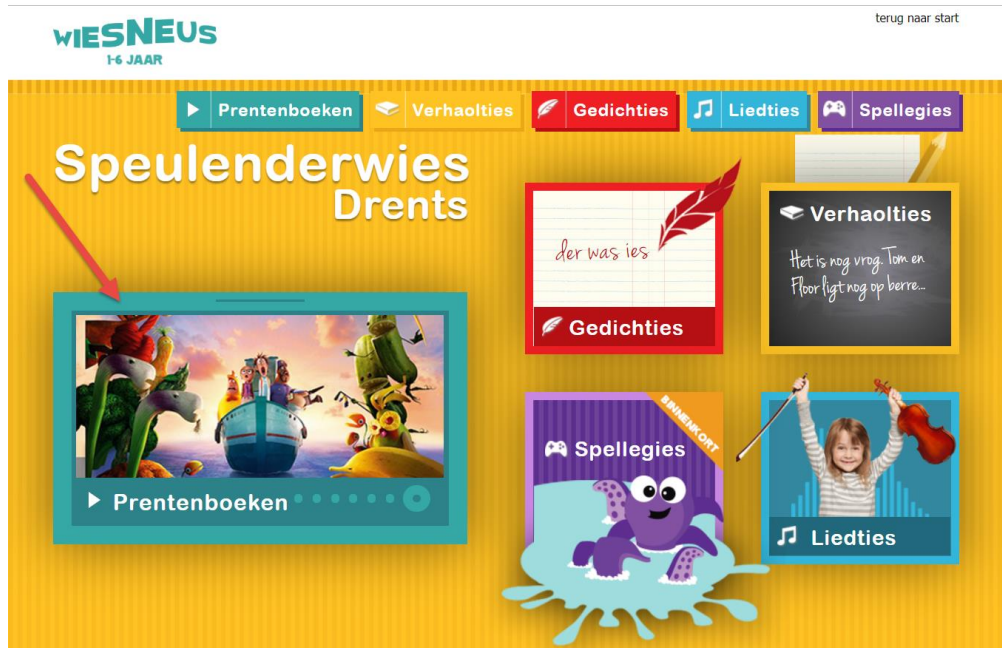 WIESNEUS
1-6 JAAR
terug naar start
Prentenboeken
Verhaolties
Gedichties
Liedties
Spellegies
Speulenderwies
Drents
der was ies
Gedichties
Verhaolties
Het is nog vrog. Tom en
Floor ligt nog op berre...
Prentenboeken
BINNENKORT
Spellegies
Liedties